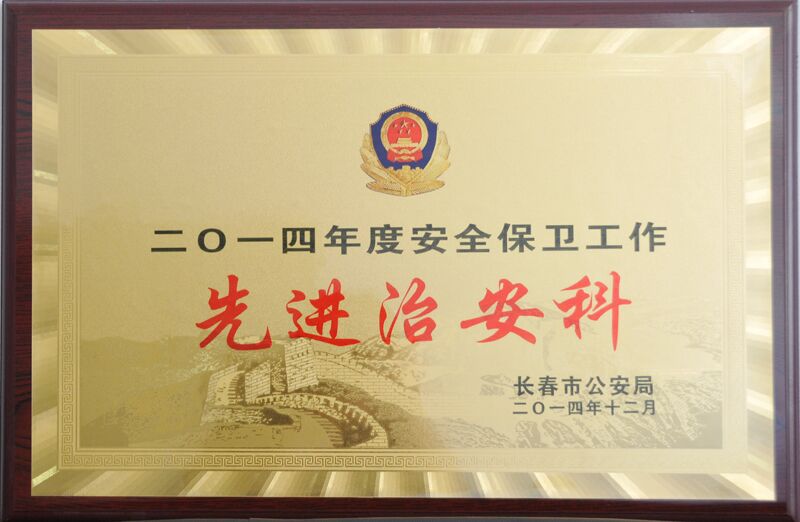 二〇一四年度安全保卫工作
先进治安科
长春市公安局
二〇一四年十二月